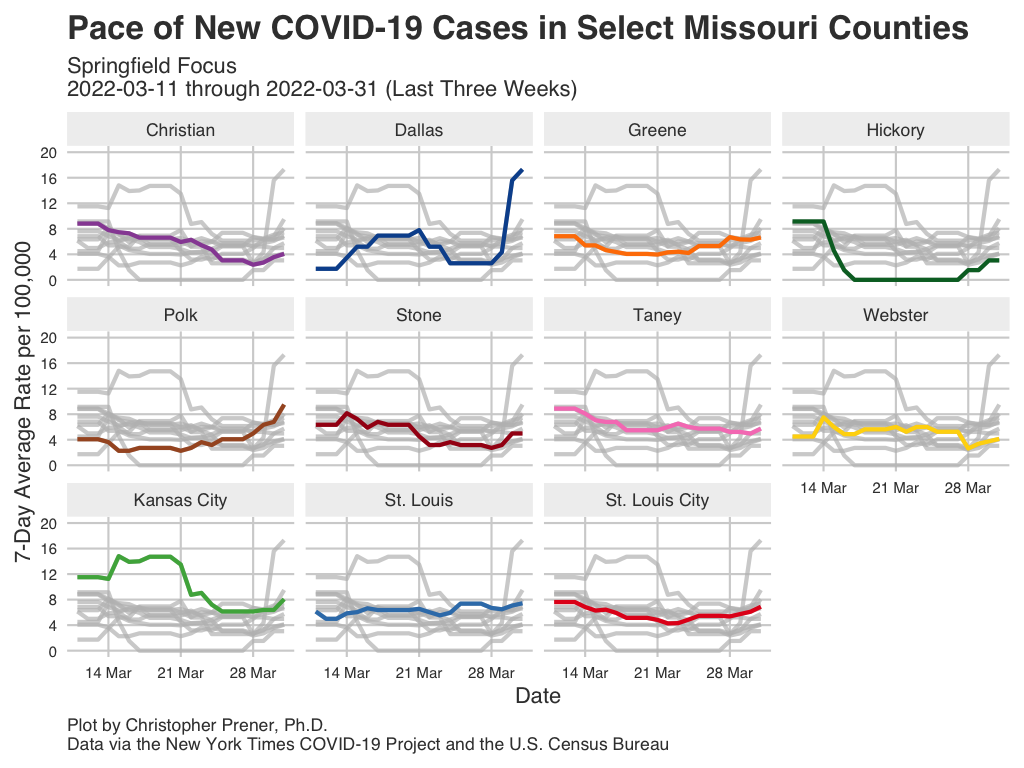 Pace of New COVID-19 Cases in Select Missouri Counties
Springfield Focus
2022-03-11 through 2022-03-31 (Last Three Weeks)
Christian
Dallas
Greene
Hickory
20
16
12
8
4
0
Polk
Stone
Taney
Webster
20
16
12
8
4
0
14 Mar
21 Mar
28 Mar
Kansas City
St. Louis
St. Louis City
20
16
12
8
4
0
14 Mar
21 Mar
28 Mar
14 Mar
21 Mar
28 Mar
14 Mar
21 Mar
28 Mar
7-Day Average Rate per 100,000
Date
Plot by Christopher Prener, Ph.D.
Data via the New York Times COVID-19 Project and the U.S. Census Bureau